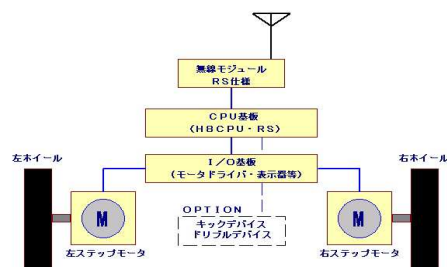 無線モジュール
RS仕様
CPU基板
（H8CPU・RS）
左ホイール
右ホイール
I／O基板
（モータドライバ・表示器等）
M
M
OPTION
キックデバイス
ドリブルデバイス
左ステップモータ
右ステップモータ